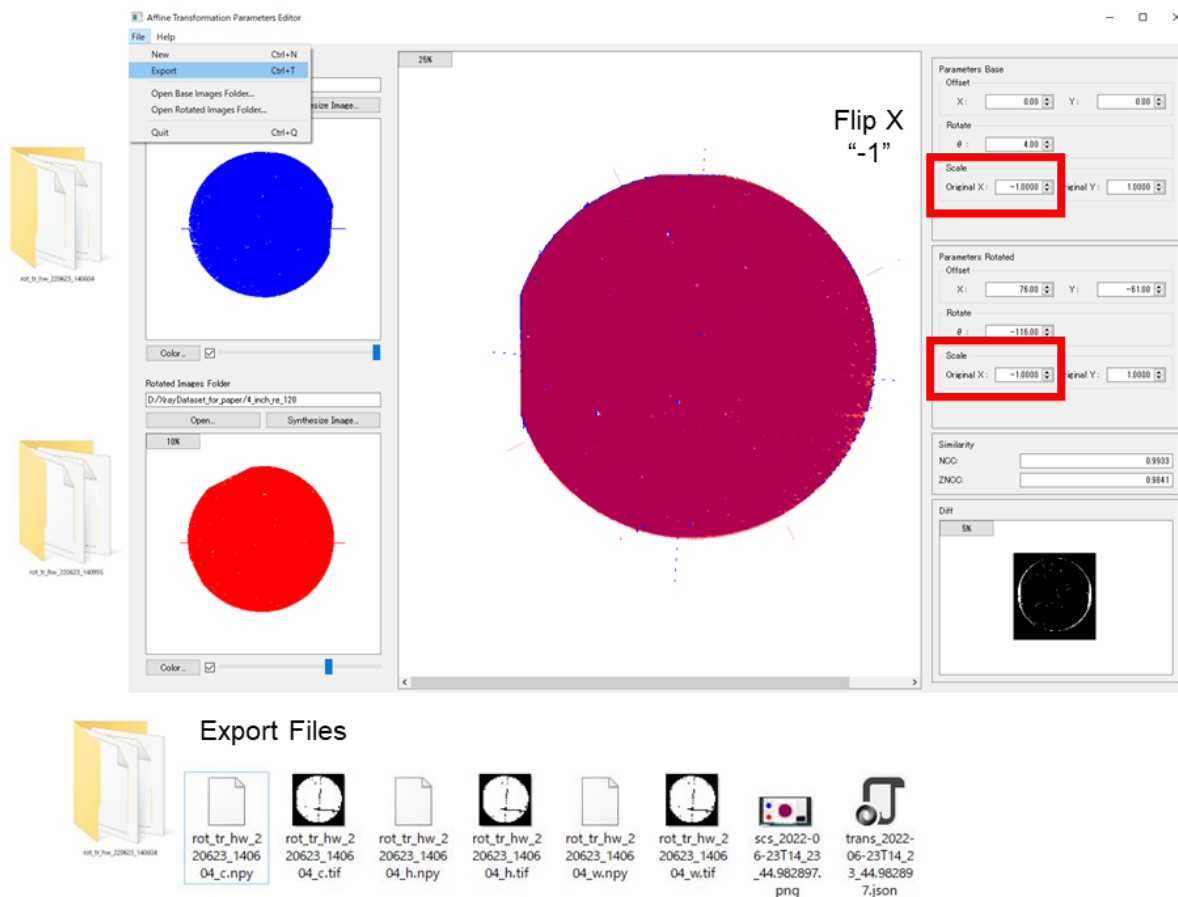 Affine Transformation Parameters Editor
File Help
New Ctrl+N
Export Ctrl+T
Open Base Images Folder...
Open Rotated Images Folder...
Quit Ctrl+Q
size Image...
Color...
Rotated Images Folder
D:/XrayDataset_for_paper/4_inch_re_120
Open... Synthesize Image...
10%
Color...
25%
Flip X
“-1”
Parameters Base
Offset
X: 0.00 Y: 0.00
Rotate
θ: 4.00
Scale
Original X: -1.0000 riginal Y: 1.0000
Parameters Rotated
Offset
X: 76.00 Y: -61.00
Rotate
θ: -116.00
Scale
Original X: -1.0000 riginal Y: 1.0000
Similarity
NCC: 0.9933
ZNCC: 0.9841
Diff
5%
rot_tr_hw_220623_140604
rot_tr_hw_220623_140955
Export Files
rot_tr_hw_220623_140604
rot_tr_hw_2
20623_1406
04_c.npy
rot_tr_hw_2
20623_1406
04_c.tif
rot_tr_hw_2
20623_1406
04_h.npy
rot_tr_hw_2
20623_1406
04_h.tif
rot_tr_hw_2
20623_1406
04_w.npy
rot_tr_hw_2
20623_1406
04_w.tif
scs_2022-0
6-23T14_23
_44.982897.
png
trans_2022-
06-23T14_2
3_44.98289
7.json